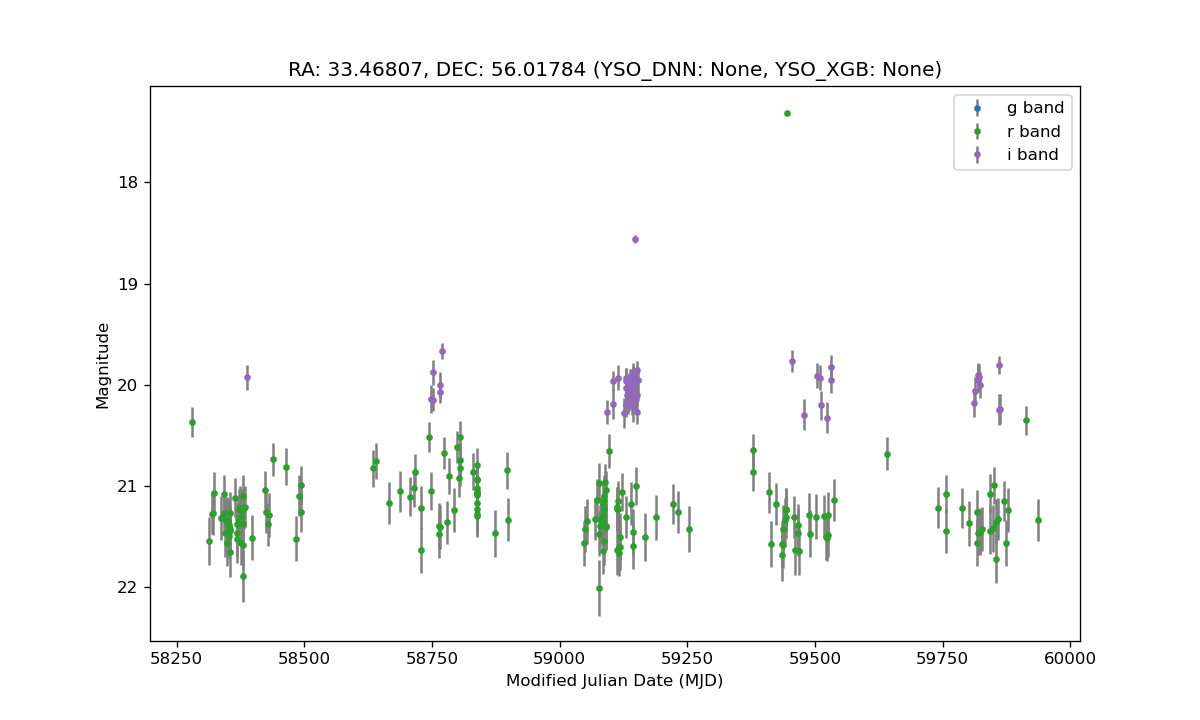 RA: 33.46807, DEC: 56.01784 (YSO_DNN: None, YSO_XGB: None)
g band
r band
i band
18
19
20
21
22
Magnitude
58250 58500 58750 59000 59250 59500 59750 60000
Modified Julian Date (MJD)